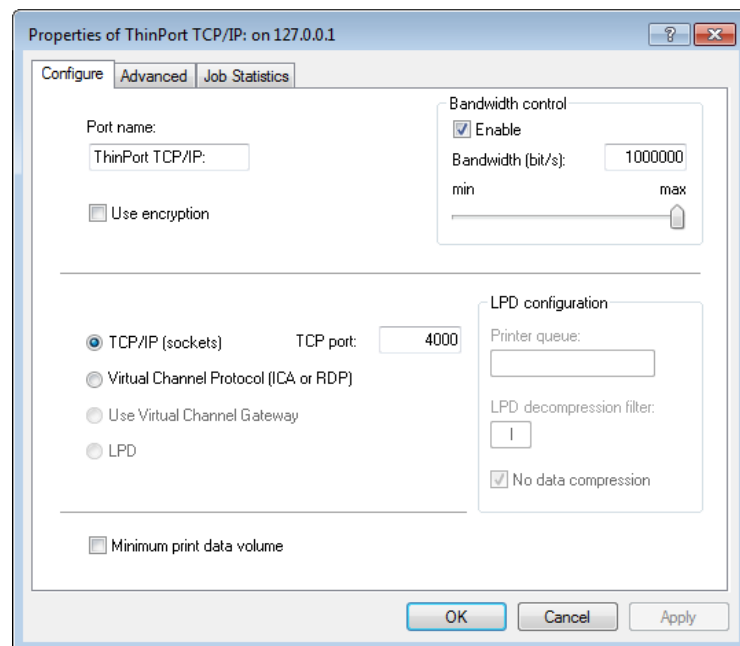 Properties of ThinPort TCP/IP: on 127.0.0.1
Configure
Advanced
Job Statistics
Port name:
ThinPort TCP/IP:
Use encryption
Bandwidth control
Enable
Bandwidth (bit/s):
1000000
min
max
TCP/IP (sockets)
TCP port:
4000
Virtual Channel Protocol (ICA or RDP)
Use Virtual Channel Gateway
LPD
LPD configuration
Printer queue:
LPD decompression filter:
l
No data compression
Minimum print data volume
OK
Cancel
Apply